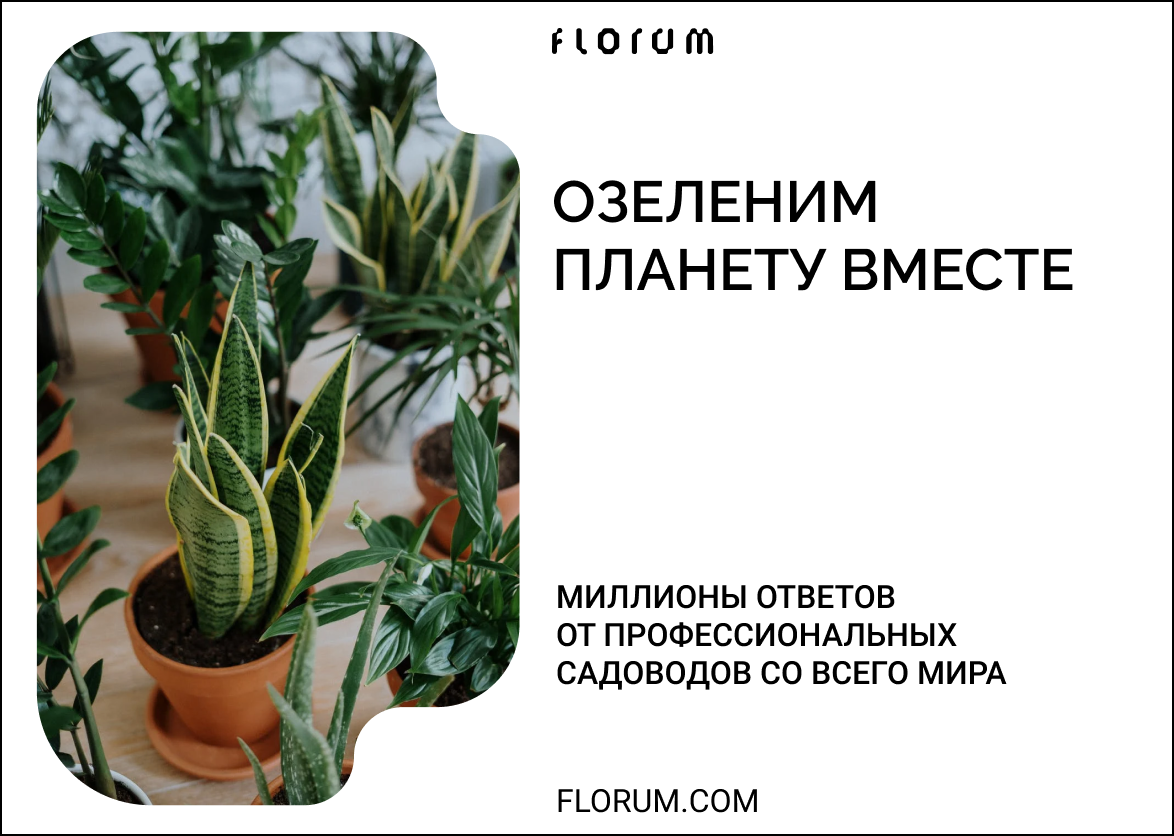 FLORUM
ОЗЕЛЕНИМ
ПЛАНЕТУ ВМЕСТЕ
МИЛЛИОНЫ ОТВЕТОВ
ОТ ПРОФЕССИОНАЛЬНЫХ
САДОВОДОВ СО ВСЕГО МИРА
FLORUM.COM